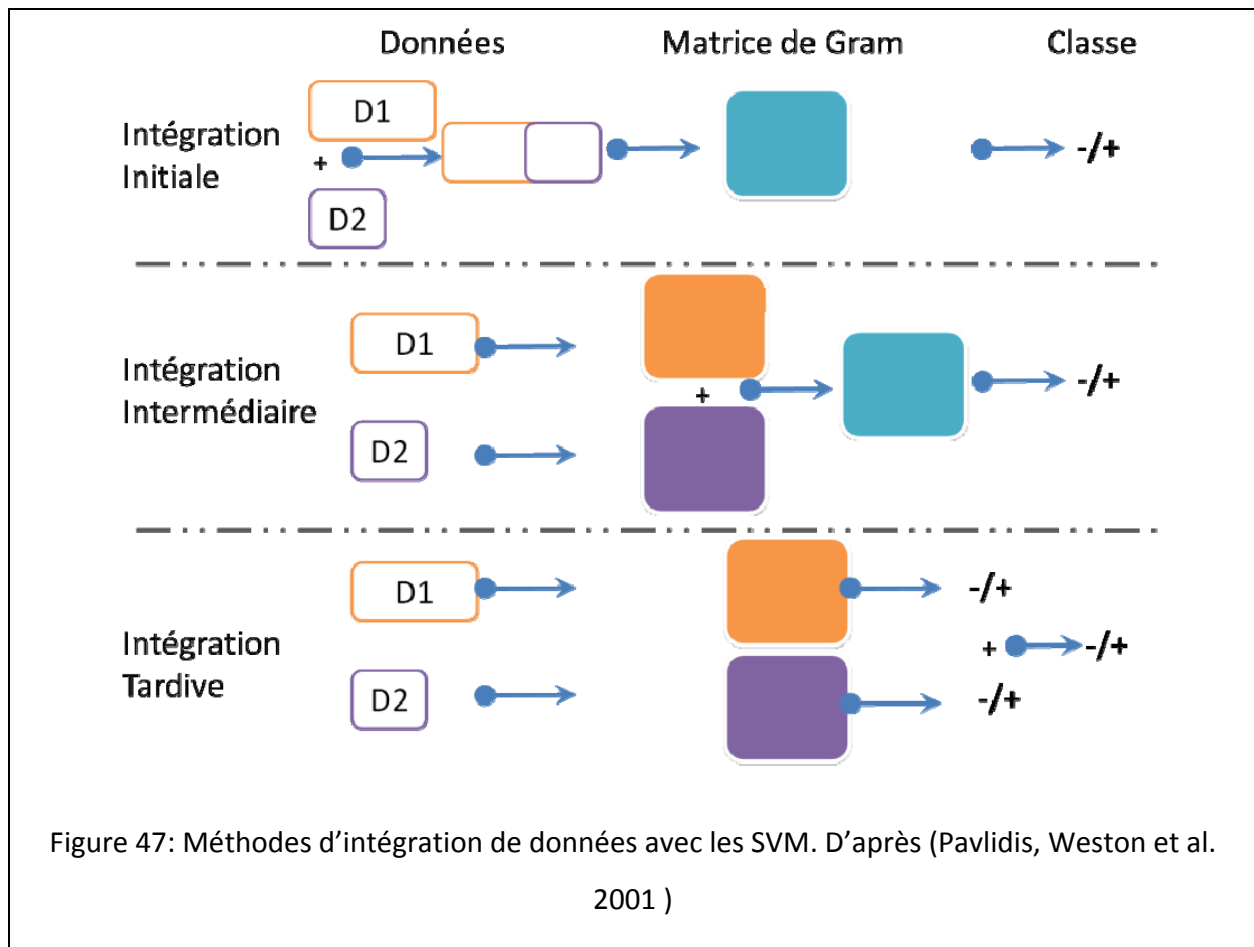 Données Matrice de Gram Classe
D1
Intégration
Initiale
+
-/+
D2
D1
Intégration
Intermédiaire
+
-/+
D2
D1
-/+
Intégration
Tardive
+ -/+
D2
-/+
Figure 47: Méthodes d'intégration de données avec les SVM. D'après (Pavlidis, Weston et al.
2001 )